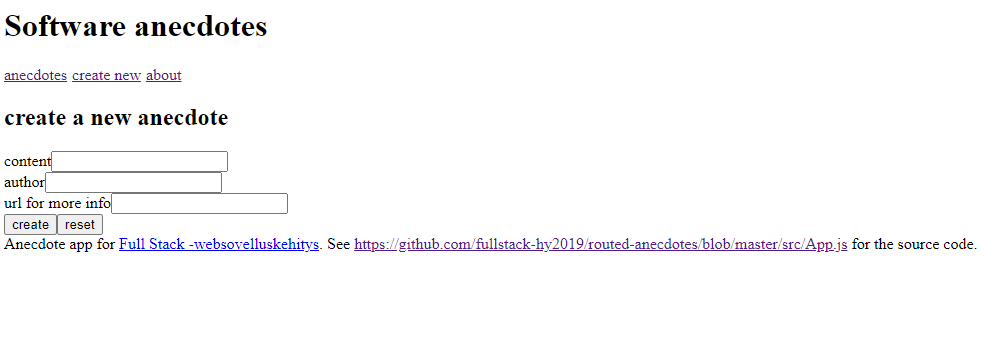 Software anecdotes
anecdotes create new about
create a new anecdote
content
author
url for more info
create reset
Anecdote app for Full Stack -websovelluskehitys. See https://github.com/fullstack-hy2019/routed-anecdotes/blob/master/src/App.js for the source code.